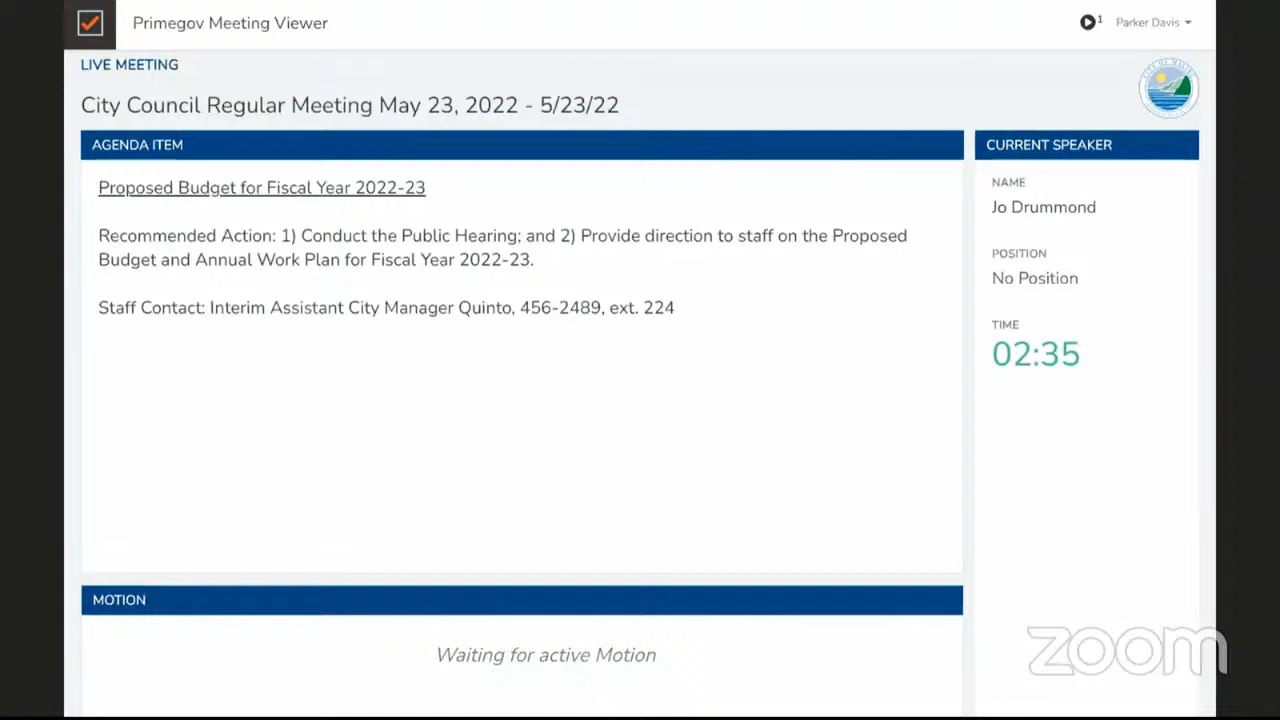 Primegov Meeting Viewer
1
Parker Davis
LIVE MEETING
City Council Regular Meeting May 23, 2022 - 5/23/22
AGENDA ITEM
Proposed Budget for Fiscal Year 2022-23
Recommended Action: 1) Conduct the Public Hearing; and 2) Provide direction to staff on the Proposed
Budget and Annual Work Plan for Fiscal Year 2022-23.
Staff Contact: Interim Assistant City Manager Quinto, 456-2489, ext. 224
CURRENT SPEAKER
NAME
Jo Drummond
POSITION
No Position
TIME
02:35
MOTION
Waiting for active Motion
zoom